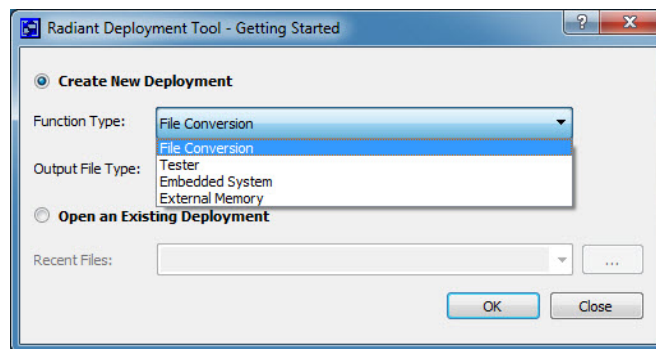 Radiant Deployment Tool - Getting Started
?
X
Create New Deployment
Function Type:
File Conversion
File Conversion
Tester
Output File Type:
Embedded System
External Memory
Open an Existing Deployment
Recent Files:
...
OK
Close